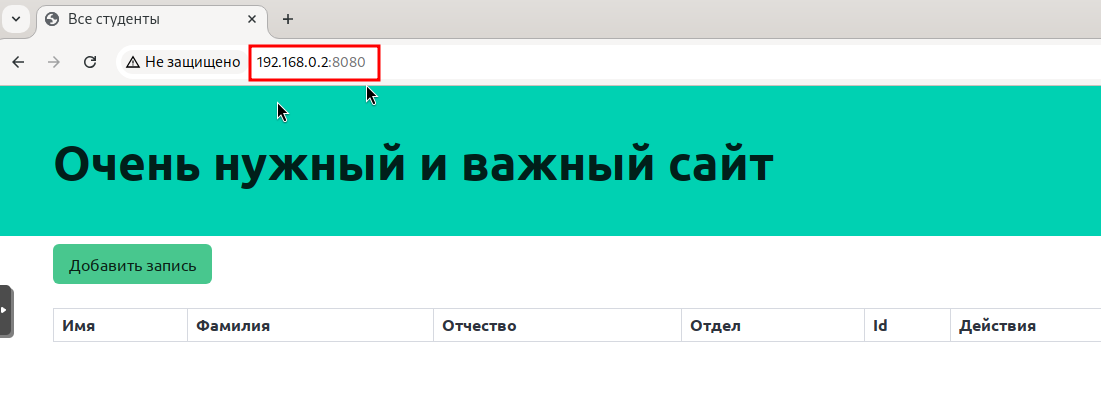 Все студенты
Не защищено 192.168.0.2:8080
Очень нужный и важный сайт
Добавить запись
Имя Фамилия Отчество Отдел Id Действия